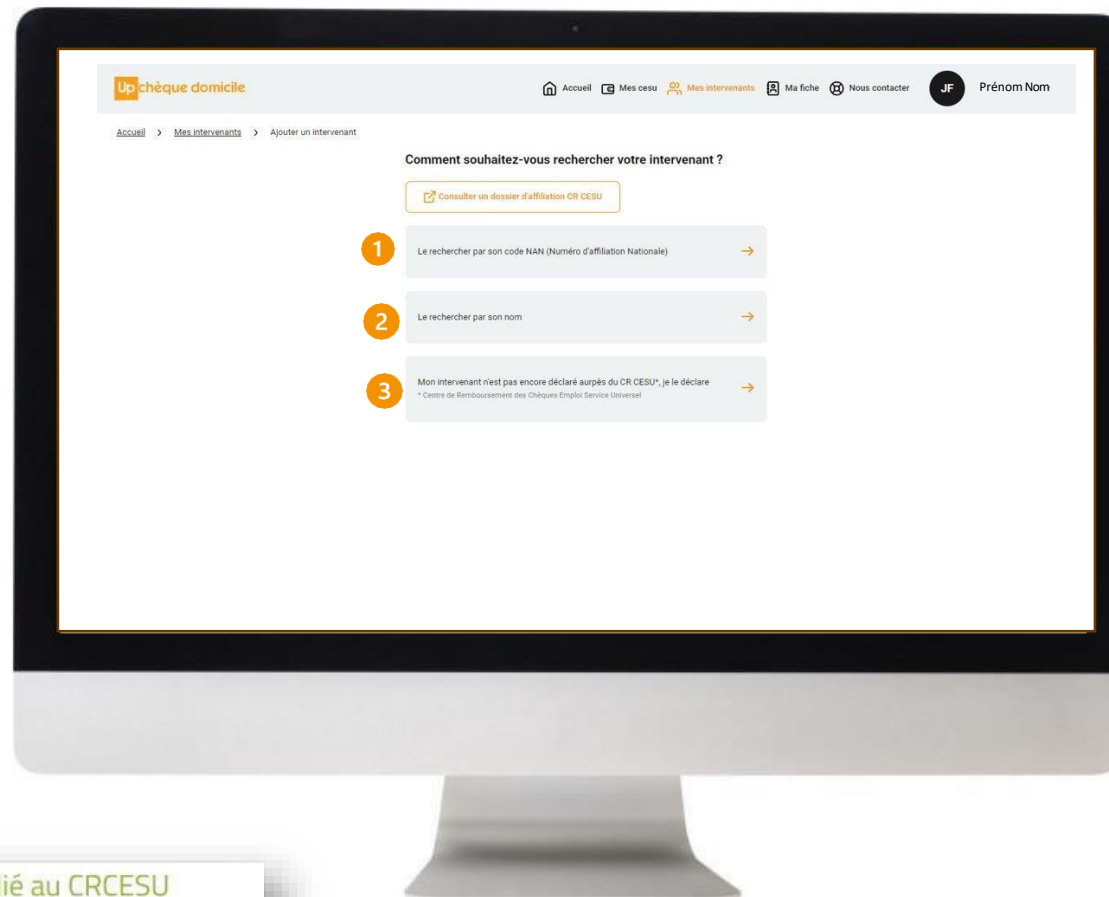 Up chèque domicile
Accueil Mes cesu Mes intervenants Ma fiche Nous contacter JF Prénom Nom
Accueil > Mes intervenants > Ajouter un intervenant
Comment souhaitez-vous rechercher votre intervenant ?
Consulter un dossier d'affiliation CR CESU
1 Le rechercher par son code NAN (Numéro d'affiliation Nationale)
2 Le rechercher par son nom
3 Mon intervenant n'est pas encore déclaré aurpès du CR CESU*, je le déclare
* Centre de Remboursement des Chèques Emploi Service Universel
lié au CRCESU